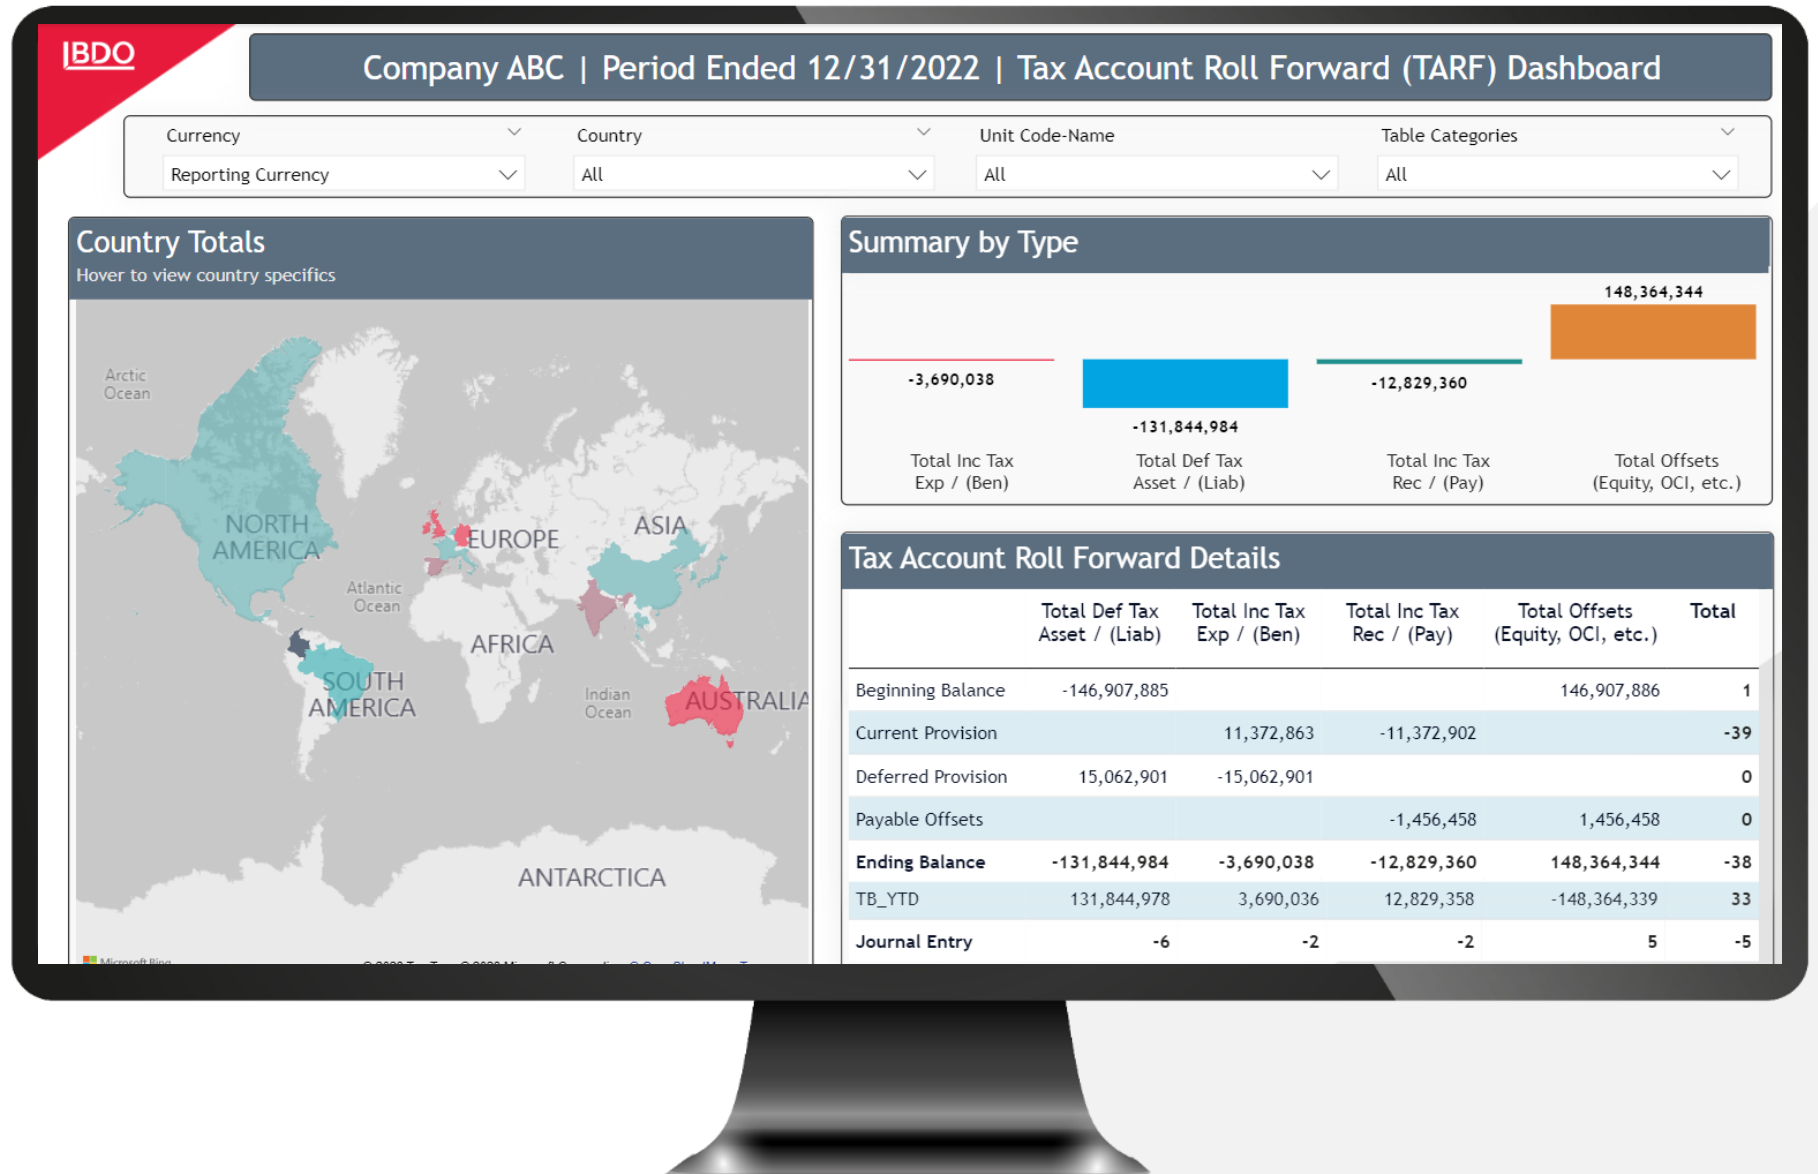 IBDO
Company ABC | Period Ended 12/31/2022 | Tax Account Roll Forward (TARF) Dashboard
Currency Country Unit Code-Name Table Categories
Reporting Currency All All All
Country Totals
Hover to view country specifics
Arctic
Ocean
NORTH
AMERICA
Atlantic
Ocean
EUROPE
ASIA
AFRICA
SOUTH
AMERICA
Indian
Ocean
AUSTRALIA
ANTARCTICA
Microsoft Bing
Summary by Type
148,364,344
-3,690,038
-12,829,360
-131,844,984
Total Inc Tax Total Def Tax Total Inc Tax Total Offsets
Exp / (Ben) Asset / (Liab) Rec / (Pay) (Equity, OCI, etc.)
Tax Account Roll Forward Details
Total Def Tax Total Inc Tax Total Inc Tax Total Offsets Total
Asset / (Liab) Exp / (Ben) Rec / (Pay) (Equity, OCI, etc.)
Beginning Balance -146,907,885 146,907,886 1
Current Provision 11,372,863 -11,372,902 -39
Deferred Provision 15,062,901 -15,062,901 0
Payable Offsets -1,456,458 1,456,458 0
Ending Balance -131,844,984 -3,690,038 -12,829,360 148,364,344 -38
TB_YTD 131,844,978 3,690,036 12,829,358 -148,364,339 33
Journal Entry -6 -2 -2 5 -5